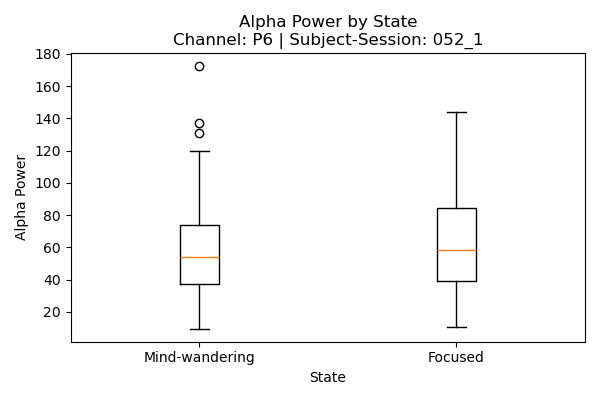 Alpha Power by State
Channel: P6 | Subject-Session: 052_1
180
160
140
120
100
80
60
40
20
Alpha Power
Mind-wandering
Focused
State